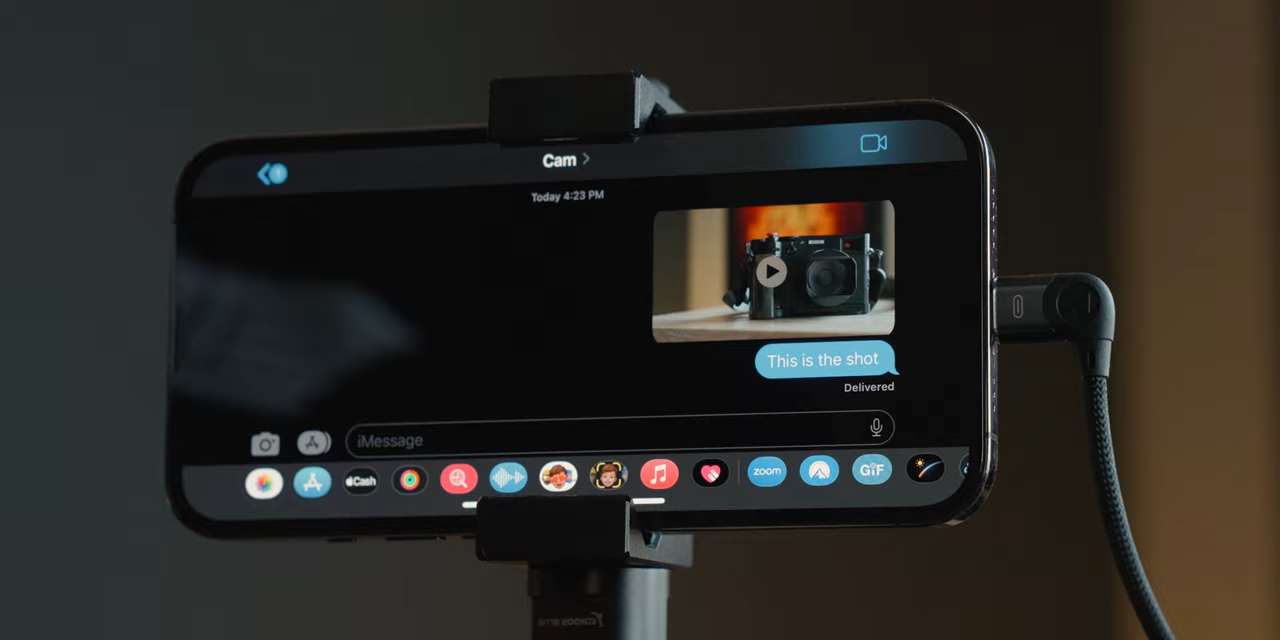 Cam
Today 4:23 PM
This is the shot
Delivered
iMessage
Cash
zoom
GIF